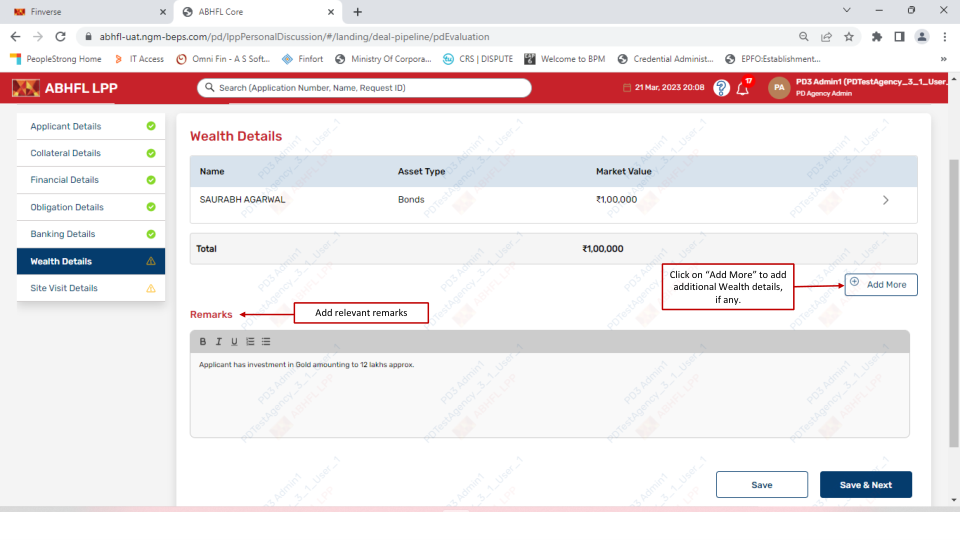 Finverse
ABHFL Core
abhfl-uat.ngm-beps.com/pd/lppPersonalDiscussion/#/landing/deal-pipeline/pdEvaluation
PeopleStrong Home
IT Access
Omni Fin - A S Soft...
Finfort
Ministry Of Corpora...
CRS | DISPUTE
Welcome to BPM
Credential Administ...
EPFO:Establishment...
ABHFL LPP
Search (Application Number, Name, Request ID)
21 Mar, 2023 20:08
17
PA
PD3 Admin1 (PDTestAgency_3_1_User_
PD Agency Admin
Applicant Details
Collateral Details
Financial Details
Obligation Details
Banking Details
Wealth Details
Site Visit Details
Wealth Details
Name Asset Type Market Value
SAURABH AGARWAL Bonds ₹1,00,000
Total ₹1,00,000
Click on “Add More” to add
additional Wealth details,
if any.
Add More
Remarks
Add relevant remarks
B I U
Applicant has investment in Gold amounting to 12 lakhs approx.
Save
Save & Next